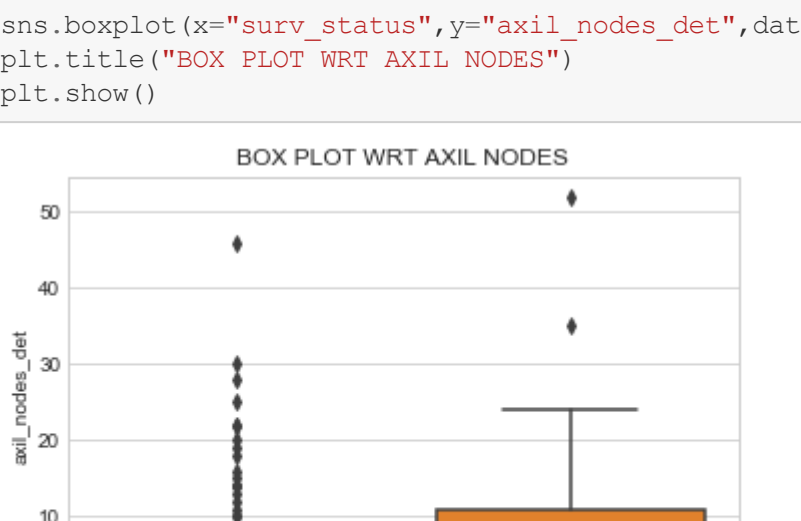 sns.boxplot(x="surv_status",y="axil_nodes_det",dat
plt.title("BOX PLOT WRT AXIL NODES")
plt.show()
BOX PLOT WRT AXIL NODES
50
40
30
20
10
axil_nodes_det